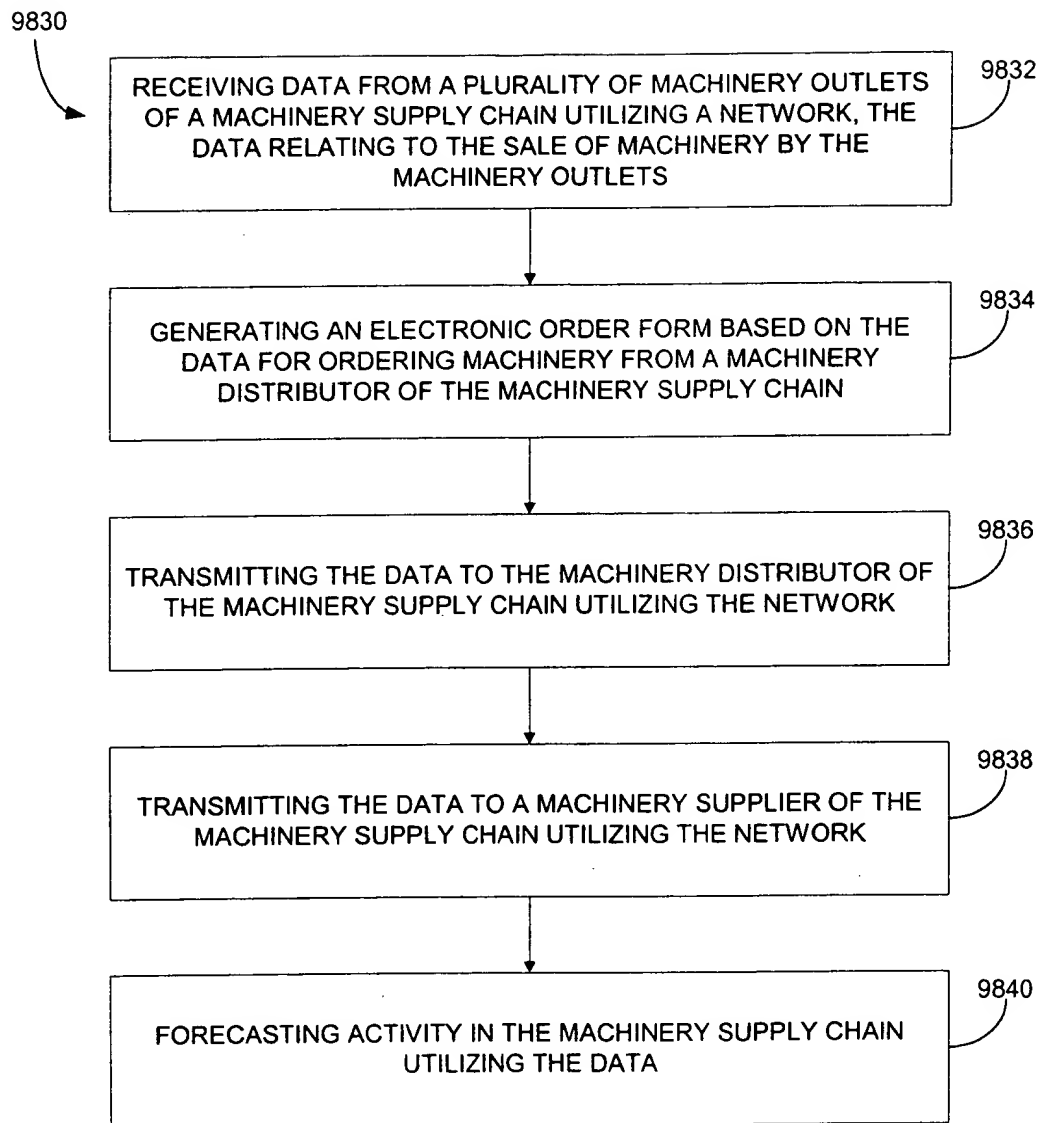 9830
RECEIVING DATA FROM A PLURALITY OF MACHINERY OUTLETS
OF A MACHINERY SUPPLY CHAIN UTILIZING A NETWORK, THE
DATA RELATING TO THE SALE OF MACHINERY BY THE
MACHINERY OUTLETS
9832
GENERATING AN ELECTRONIC ORDER FORM BASED ON THE
DATA FOR ORDERING MACHINERY FROM A MACHINERY
DISTRIBUTOR OF THE MACHINERY SUPPLY CHAIN
9834
TRANSMITTING THE DATA TO THE MACHINERY DISTRIBUTOR OF
THE MACHINERY SUPPLY CHAIN UTILIZING THE NETWORK
9836
TRANSMITTING THE DATA TO A MACHINERY SUPPLIER OF THE
MACHINERY SUPPLY CHAIN UTILIZING THE NETWORK
9838
FORECASTING ACTIVITY IN THE MACHINERY SUPPLY CHAIN
UTILIZING THE DATA
9840